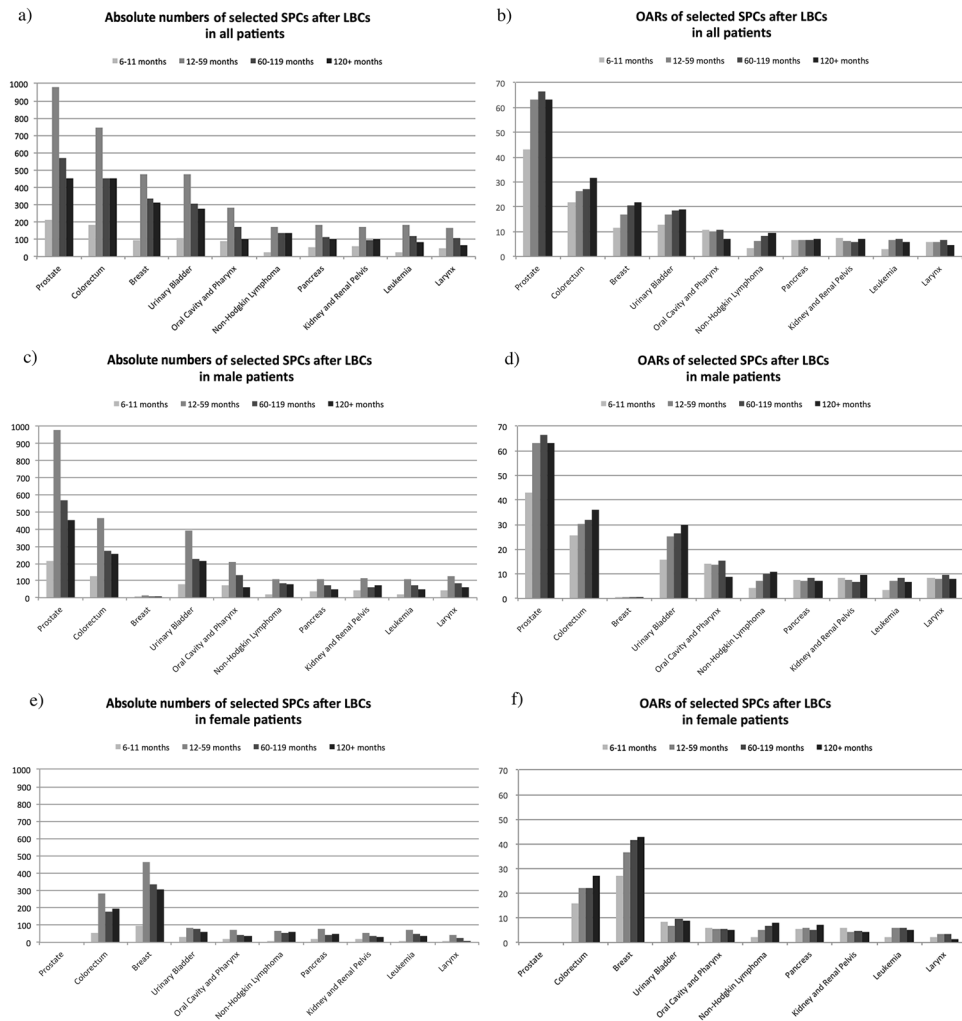 a)
Absolute numbers of selected SPCs after LBCs
in all patients
6-11 months 12-59 months 60-119 months 120+ months
1000
900
800
700
600
500
400
300
200
100
0
Prostate
Colorectum
Breast
Urinary Bladder
Oral Cavity and Pharynx
Non-Hodgkin Lymphoma
Pancreas
Kidney and Renal Pelvis
Leukemia
Larynx
b)
OARs of selected SPCs after LBCs
in all patients
6-11 months 12-59 months 60-119 months 120+ months
70
60
50
40
30
20
10
0
Prostate
Colorectum
Breast
Urinary Bladder
Oral Cavity and Pharynx
Non-Hodgkin Lymphoma
Pancreas
Kidney and Renal Pelvis
Leukemia
Larynx
c)
Absolute numbers of selected SPCs after LBCs
in male patients
6-11 months 12-59 months 60-119 months 120+ months
1000
900
800
700
600
500
400
300
200
100
0
Prostate
Colorectum
Breast
Urinary Bladder
Oral Cavity and Pharynx
Non-Hodgkin Lymphoma
Pancreas
Kidney and Renal Pelvis
Leukemia
Larynx
d)
OARs of selected SPCs after LBCs
in male patients
6-11 months 12-59 months 60-119 months 120+ months
70
60
50
40
30
20
10
0
Prostate
Colorectum
Breast
Urinary Bladder
Oral Cavity and Pharynx
Non-Hodgkin Lymphoma
Pancreas
Kidney and Renal Pelvis
Leukemia
Larynx
e)
Absolute numbers of selected SPCs after LBCs
in female patients
6-11 months 12-59 months 60-119 months 120+ months
1000
900
800
700
600
500
400
300
200
100
0
Prostate
Colorectum
Breast
Urinary Bladder
Oral Cavity and Pharynx
Non-Hodgkin Lymphoma
Pancreas
Kidney and Renal Pelvis
Leukemia
Larynx
f)
OARs of selected SPCs after LBCs
in female patients
6-11 months 12-59 months 60-119 months 120+ months
70
60
50
40
30
20
10
0
Prostate
Colorectum
Breast
Urinary Bladder
Oral Cavity and Pharynx
Non-Hodgkin Lymphoma
Pancreas
Kidney and Renal Pelvis
Leukemia
Larynx